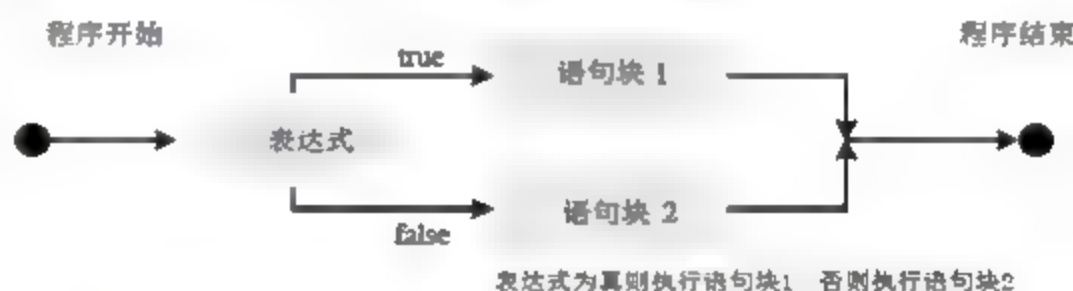 程序开始
程序结束
true
语句块 1
表达式
false
语句块 2
表达式为真则执行语句块1 否则执行语句块2